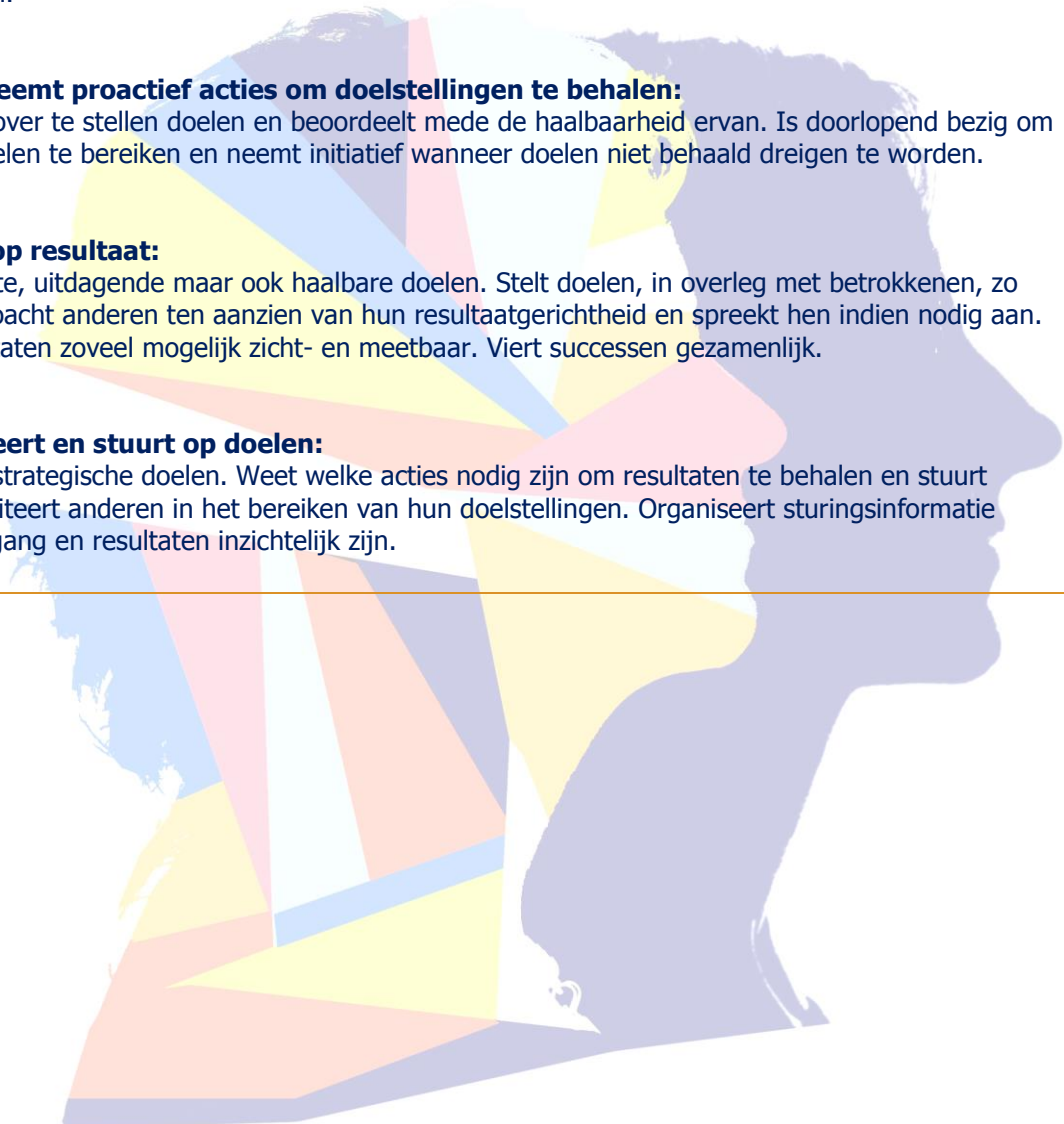 eemt proactief acties om doelstellingen te behalen:
over te stellen doelen en beoordeelt mede de haalbaarheid ervan. Is doorlopend bezig om
elen te bereiken en neemt initiatief wanneer doelen niet behaald dreigen te worden.
op resultaat:
te, uitdagende maar ook haalbare doelen. Stelt doelen, in overleg met betrokkenen, zo
oacht anderen ten aanzien van hun resultaatgerichtheid en spreekt hen indien nodig aan.
aten zoveel mogelijk zicht- en meetbaar. Viert successen gezamenlijk.
eert en stuurt op doelen:
strategische doelen. Weet welke acties nodig zijn om resultaten te behalen en stuurt
iteert anderen in het bereiken van hun doelstellingen. Organiseert sturingsinformatie
gang en resultaten inzichtelijk zijn.